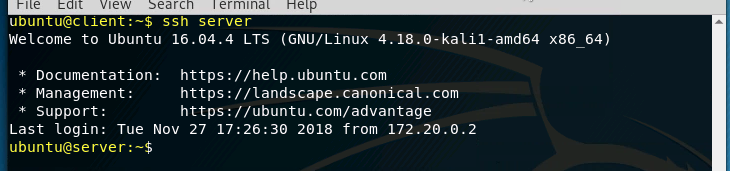 File Edit View Search Terminal Help
ubuntu@client:~$ ssh server
Welcome to Ubuntu 16.04.4 LTS (GNU/Linux 4.18.0-kali1-amd64 x86_64)
* Documentation:  https://help.ubuntu.com
* Management:     https://landscape.canonical.com
* Support:        https://ubuntu.com/advantage
Last login: Tue Nov 27 17:26:30 2018 from 172.20.0.2
ubuntu@server:~$